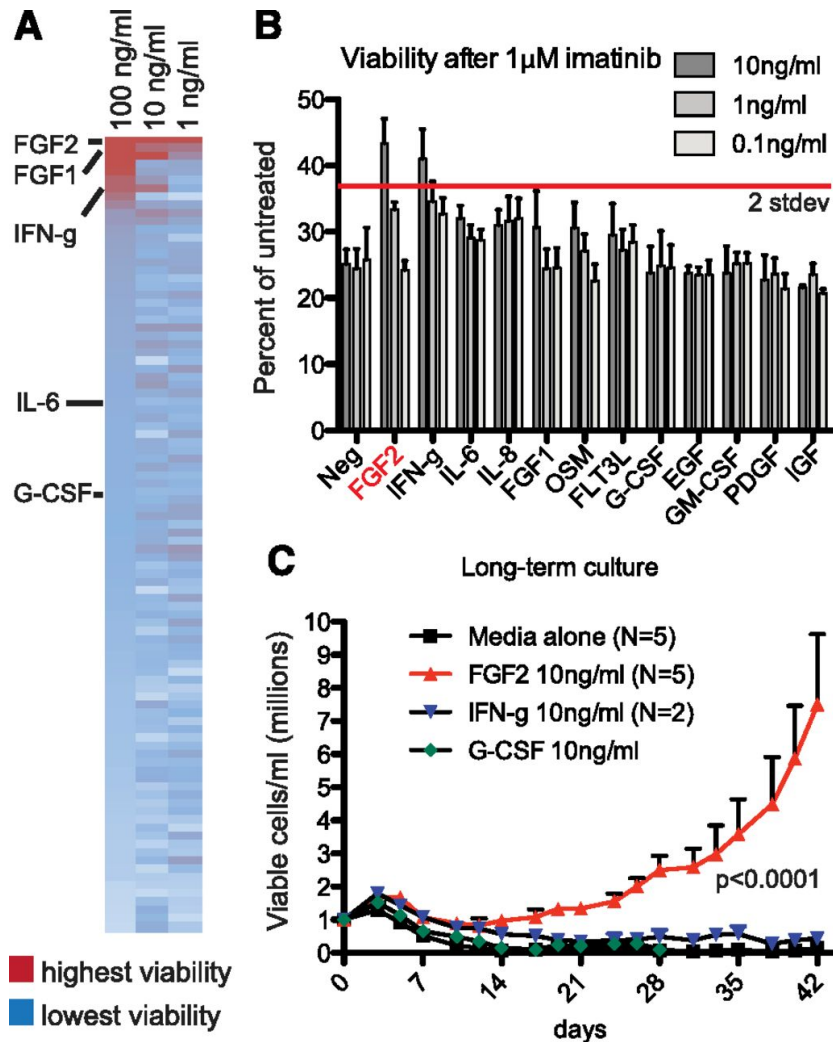 A
100 ng/ml
10 ng/ml
1 ng/ml
FGF2
FGF1
IFN-g
IL-6
G-CSF
highest viability
lowest viability
B
Viability after 1µM imatinib
10ng/ml
1ng/ml
0.1ng/ml
Percent of untreated
50
40
30
20
10
0
2 stdev
Neg
FGF2
IFN-g
IL-6
IL-8
FGF1
OSM
FLT3L
G-CSF
EGF
GM-CSF
PDGF
IGF
C
Long-term culture
Viable cells/ml (millions)
10
9
8
7
6
5
4
3
2
1
0
Media alone (N=5)
FGF2 10ng/ml (N=5)
IFN-g 10ng/ml (N=2)
G-CSF 10ng/ml
p<0.0001
0
7
14
21
28
35
42
days